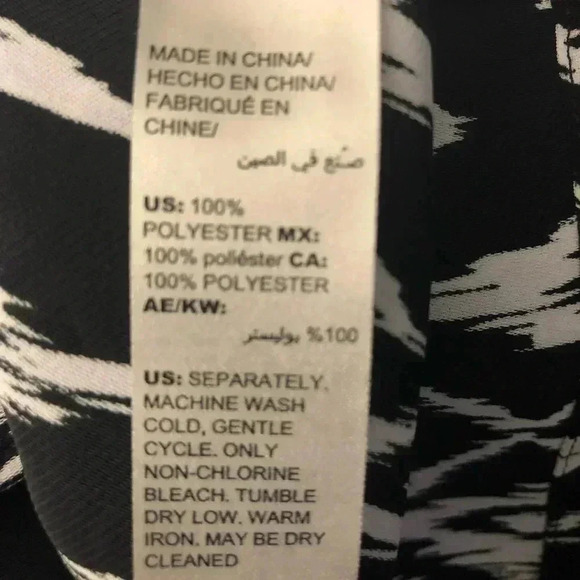 MADE IN CHINA/
HECHO EN CHINA/
FABRIQUÉ EN
CHINE/
صنّع في الصين
US: 100%
POLYESTER MX:
100% poliéster CA:
100% POLYESTER
AE/KW:
100% بوليستر
US: SEPARATELY.
MACHINE WASH
COLD, GENTLE
CYCLE. ONLY
NON-CHLORINE
BLEACH. TUMBLE
DRY LOW. WARM
IRON. MAY BE DRY
CLEANED